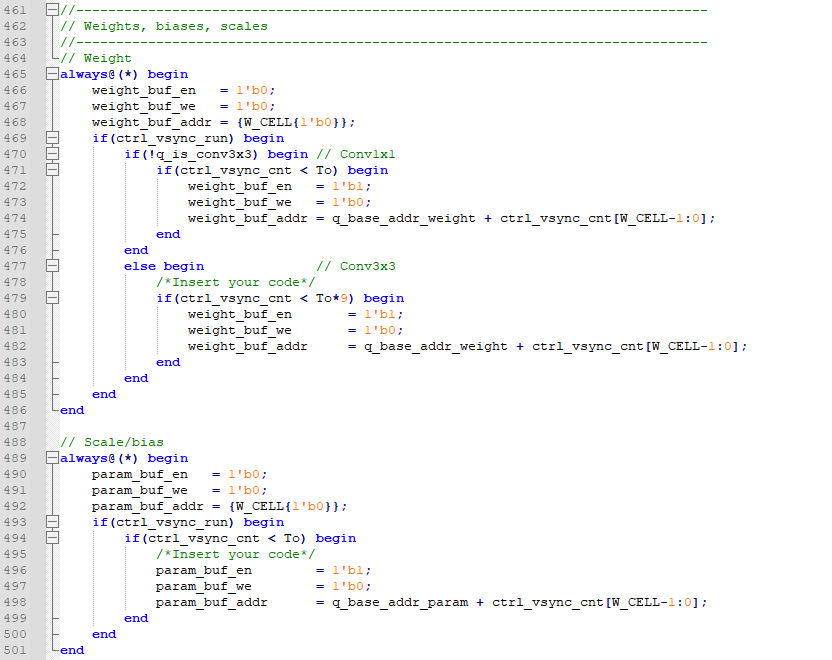 461 //-------------------------------------------------------------------------------
462 // Weights, biases, scales
463 //-------------------------------------------------------------------------------
464 // Weight
465 always@(*) begin
466     weight_buf_en   = 1'b0;
467     weight_buf_we   = 1'b0;
468     weight_buf_addr = {W_CELL{1'b0}};
469     if(ctrl_vsync_run) begin
470         if(!q_is_conv3x3) begin // Conv1x1
471             if(ctrl_vsync_cnt < To) begin
472                 weight_buf_en   = 1'b1;
473                 weight_buf_we   = 1'b0;
474                 weight_buf_addr = q_base_addr_weight + ctrl_vsync_cnt[W_CELL-1:0];
475             end
476         end
477         else begin              // Conv3x3
478             /*Insert your code*/
479             if(ctrl_vsync_cnt < To*9) begin
480                 weight_buf_en       = 1'b1;
481                 weight_buf_we       = 1'b0;
482                 weight_buf_addr     = q_base_addr_weight + ctrl_vsync_cnt[W_CELL-1:0];
483             end
484         end
485     end
486 end
487
488 // Scale/bias
489 always@(*) begin
490     param_buf_en   = 1'b0;
491     param_buf_we   = 1'b0;
492     param_buf_addr = {W_CELL{1'b0}};
493     if(ctrl_vsync_run) begin
494         if(ctrl_vsync_cnt < To) begin
495             /*Insert your code*/
496             param_buf_en        = 1'b1;
497             param_buf_we        = 1'b0;
498             param_buf_addr      = q_base_addr_param + ctrl_vsync_cnt[W_CELL-1:0];
499         end
500     end
501 end